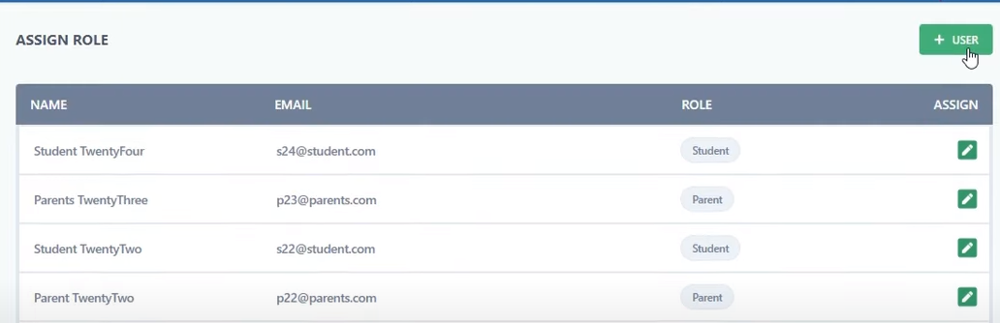 ASSIGN ROLE
+ USER
NAME EMAIL ROLE ASSIGN
Student TwentyFour s24@student.com Student
Parents TwentyThree p23@parents.com Parent
Student TwentyTwo s22@student.com Student
Parent TwentyTwo p22@parents.com Parent